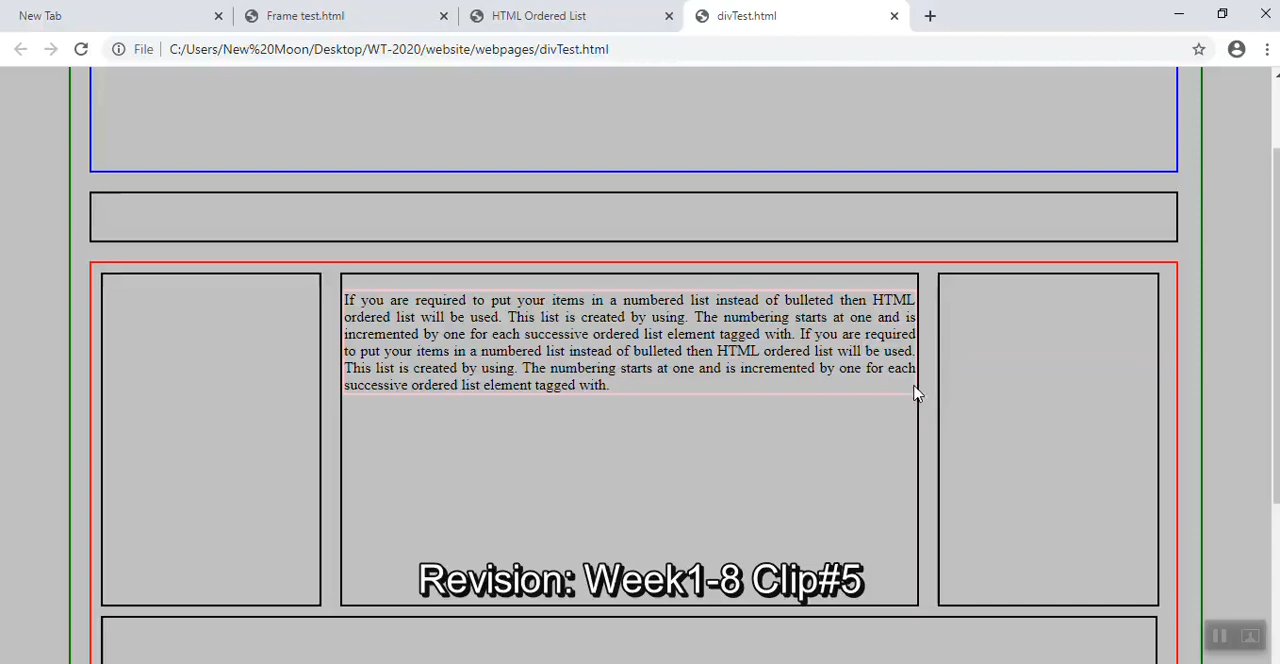 New Tab
Frame test.html
HTML Ordered List
divTest.html
File
C:/Users/New%20Moon/Desktop/WT-2020/website/webpages/divTest.html
If you are required to put your items in a numbered list instead of bulleted then HTML
ordered list will be used. This list is created by using. The numbering starts at one and is
incremented by one for each successive ordered list element tagged with. If you are required
to put your items in a numbered list instead of bulleted then HTML ordered list will be used.
This list is created by using. The numbering starts at one and is incremented by one for each
successive ordered list element tagged with.
Revision: Week1-8 Clip#5